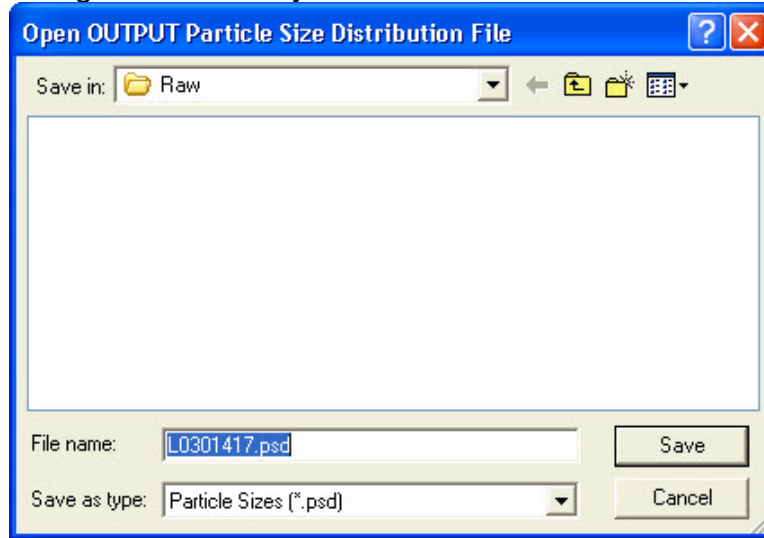 Open OUTPUT Particle Size Distribution File
Save in: Raw
File name: L0301417.psd Save
Save as type: Particle Sizes (*.psd) Cancel